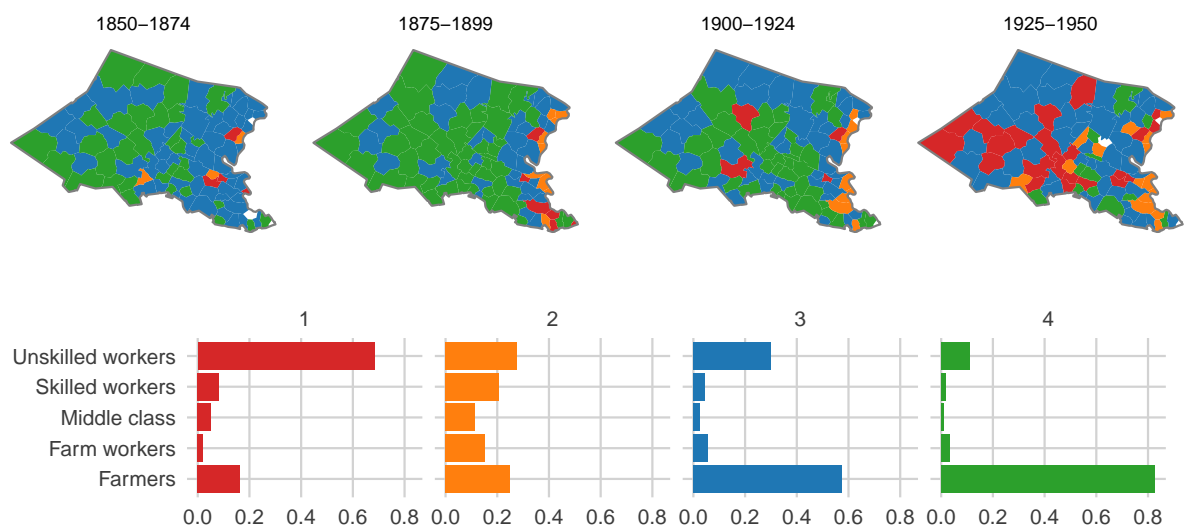 1850−1874 1875−1899 1900−1924 1925−1950
1 2 3 4
Unskilled workers
Skilled workers
Middle class
Farm workers
Farmers
0.0 0.2 0.4 0.6 0.8 0.0 0.2 0.4 0.6 0.8 0.0 0.2 0.4 0.6 0.8 0.0 0.2 0.4 0.6 0.8